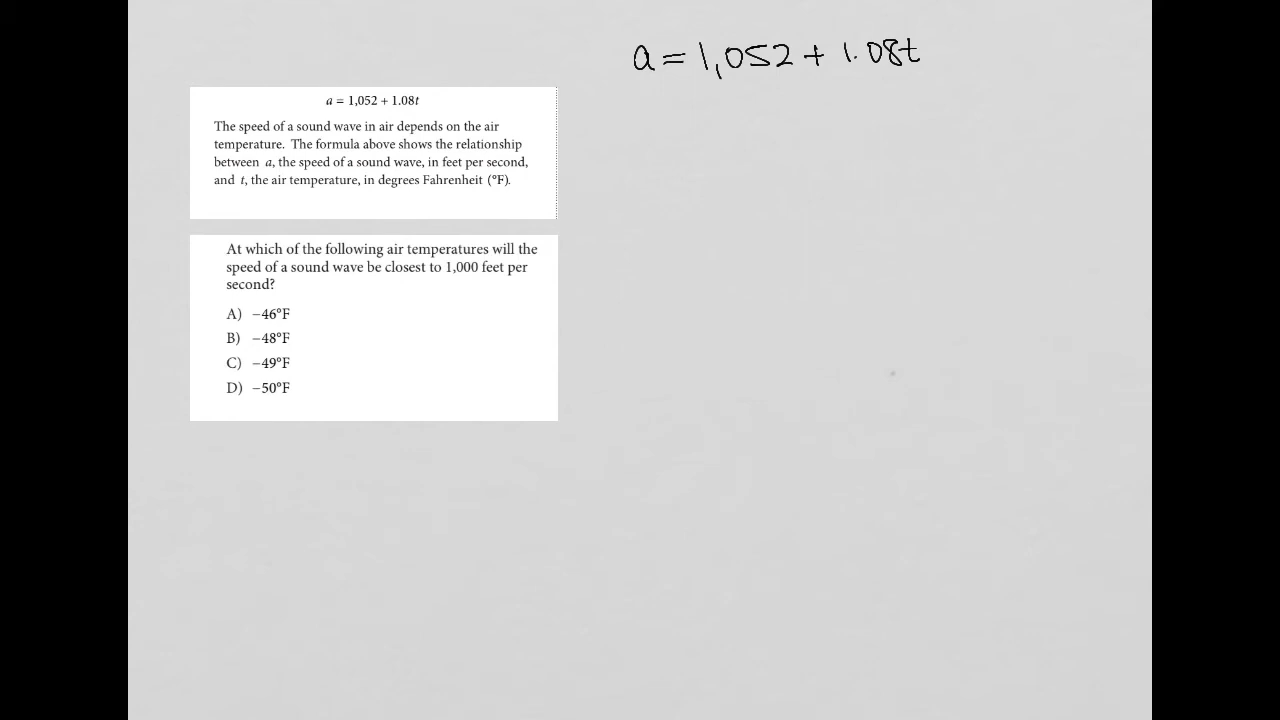 a = 1,052 + 1.08t
a = 1,052 + 1.08t
The speed of a sound wave in air depends on the air
temperature. The formula above shows the relationship
between a, the speed of a sound wave, in feet per second,
and t, the air temperature, in degrees Fahrenheit (°F).
At which of the following air temperatures will the
speed of a sound wave be closest to 1,000 feet per
second?
A) −46°F
B) −48°F
C) −49°F
D) −50°F